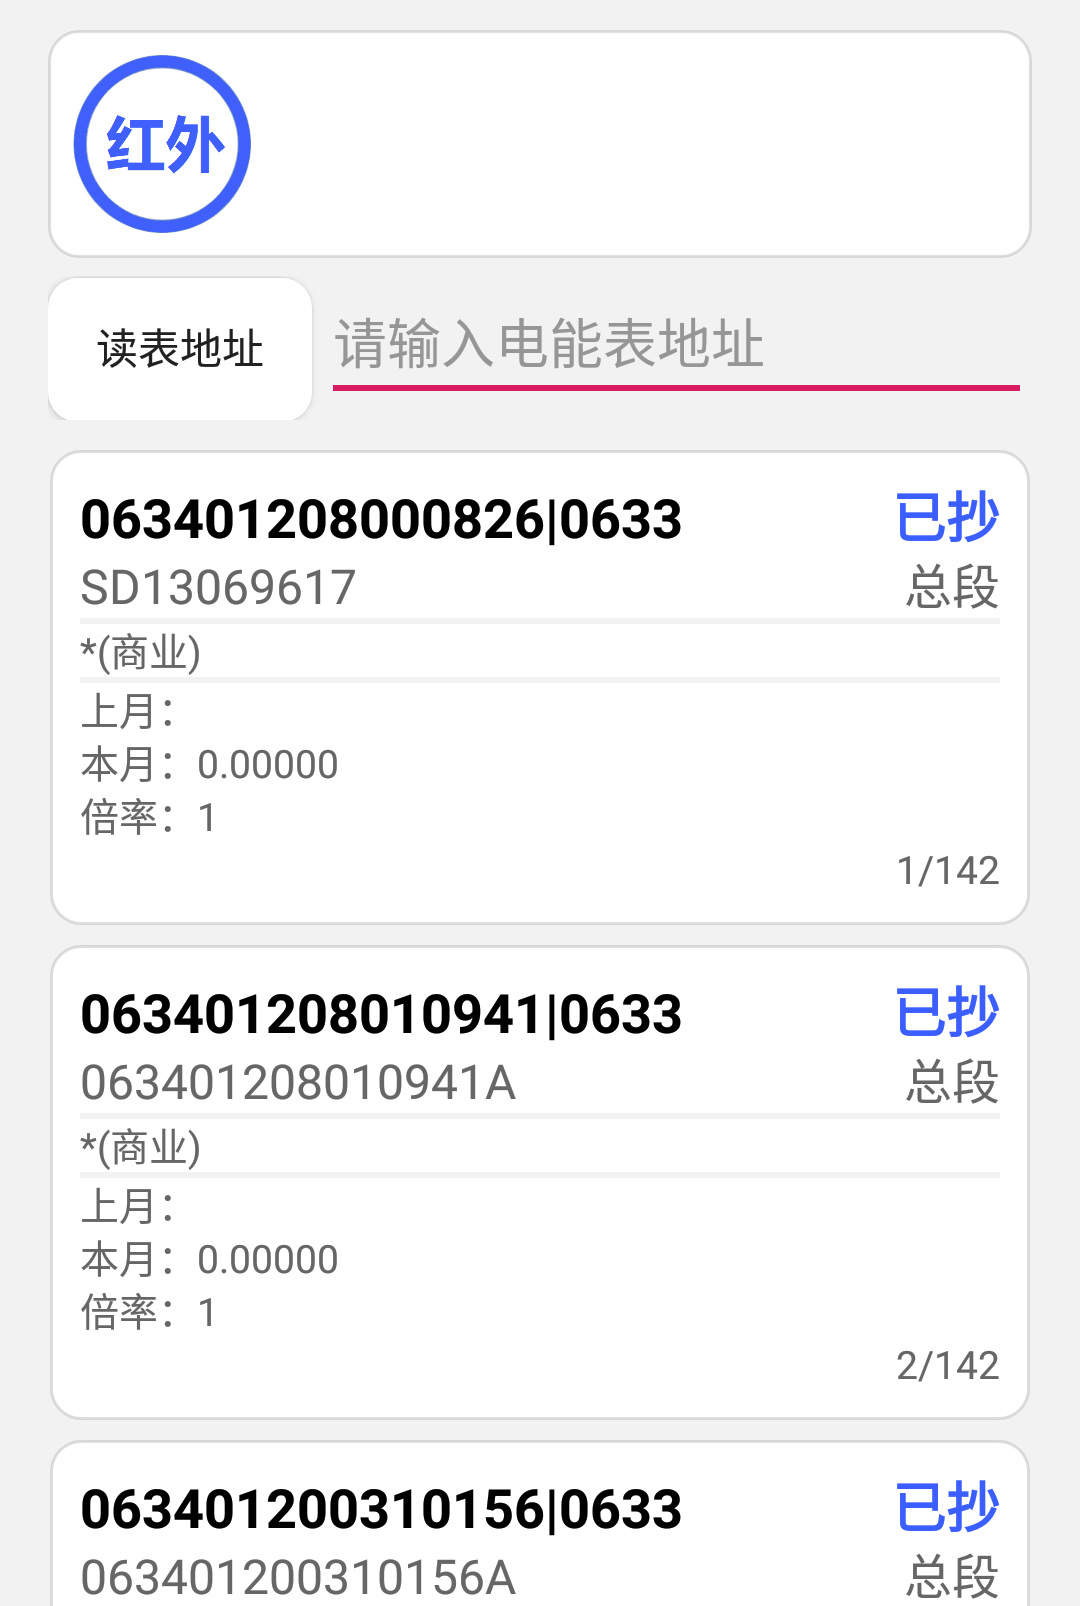 红外
读表地址 请输入电能表地址
063401208000826|0633 已抄
SD13069617 总段
*(商业)
上月：
本月：0.00000
倍率：1
1/142
063401208010941|0633 已抄
063401208010941A 总段
*(商业)
上月：
本月：0.00000
倍率：1
2/142
063401200310156|0633 已抄
063401200310156A 总段